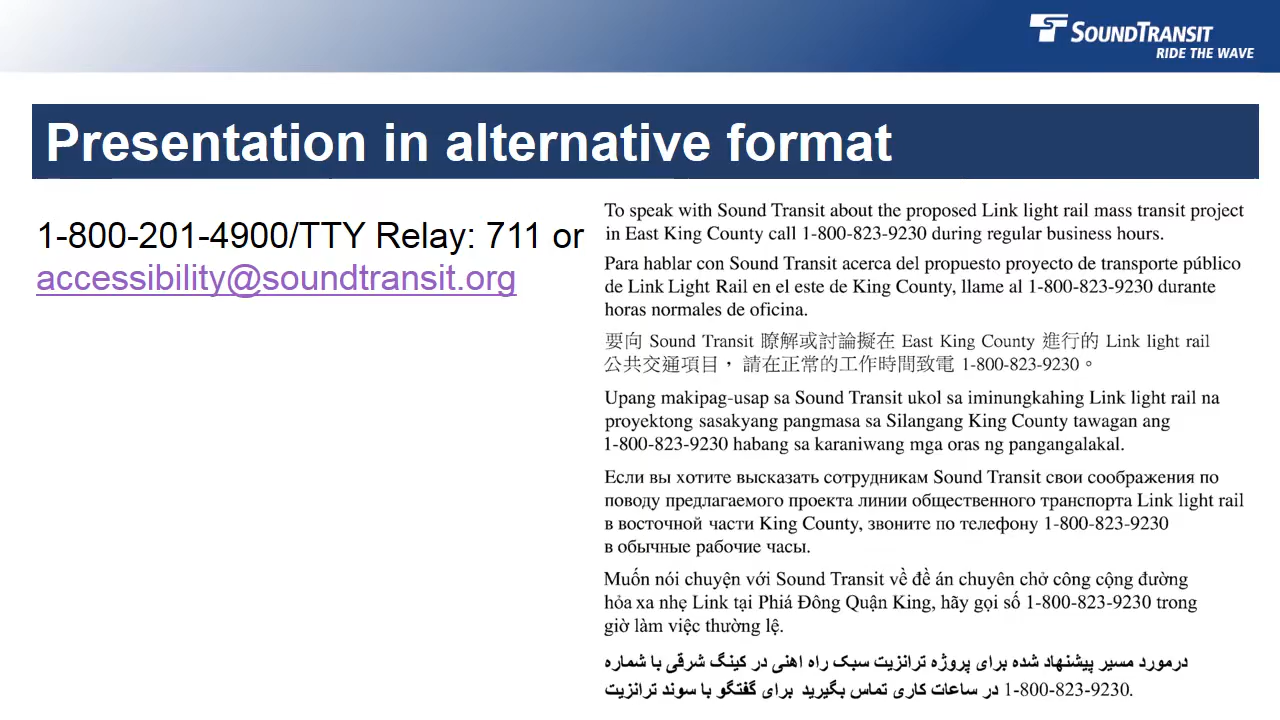 SOUNDTRANSIT
RIDE THE WAVE
Presentation in alternative format
1-800-201-4900/TTY Relay: 711 or
accessibility@soundtransit.org
To speak with Sound Transit about the proposed Link light rail mass transit project
in East King County call 1-800-823-9230 during regular business hours.
Para hablar con Sound Transit acerca del propuesto proyecto de transporte público
de Link Light Rail en el este de King County, llame al 1-800-823-9230 durante
horas normales de oficina.
要向 Sound Transit 瞭解或討論擬在 East King County 進行的 Link light rail
公共交通項目，請在正常的工作時間致電 1-800-823-9230。
Upang makipag-usap sa Sound Transit ukol sa iminungkahing Link light rail na
proyektong sasakyang pangmasa sa Silangang King County tawagan ang
1-800-823-9230 habang sa karaniwang mga oras ng pangangalakal.
Если вы хотите высказать сотрудникам Sound Transit свои соображения по
поводу предлагаемого проекта линии общественного транспорта Link light rail
в восточной части King County, звоните по телефону 1-800-823-9230
в обычные рабочие часы.
Muốn nói chuyện với Sound Transit về đề án chuyên chở công cộng đường
hỏa xa nhẹ Link tại Phiá Đông Quận King, hãy gọi số 1-800-823-9230 trong
giờ làm việc thường lệ.
درمورد مسیر پیشنهاد شده برای پروژه ترانزیت سبک راه اهنی در کینگ شرقی با شماره
در ساعات کاری تماس بگیرید برای گفتگو با سوند ترانزیت 1-800-823-9230.